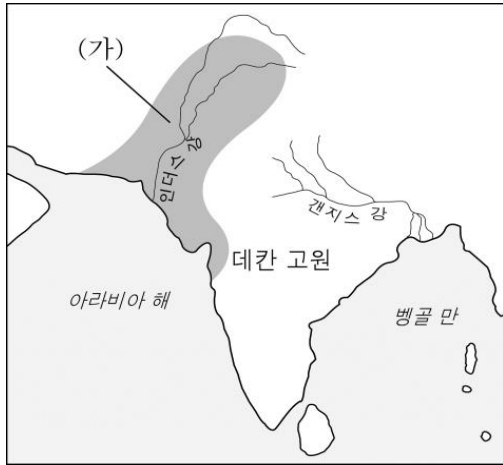 (가)
인더스 강
갠지스 강
데칸 고원
아라비아 해
벵골 만